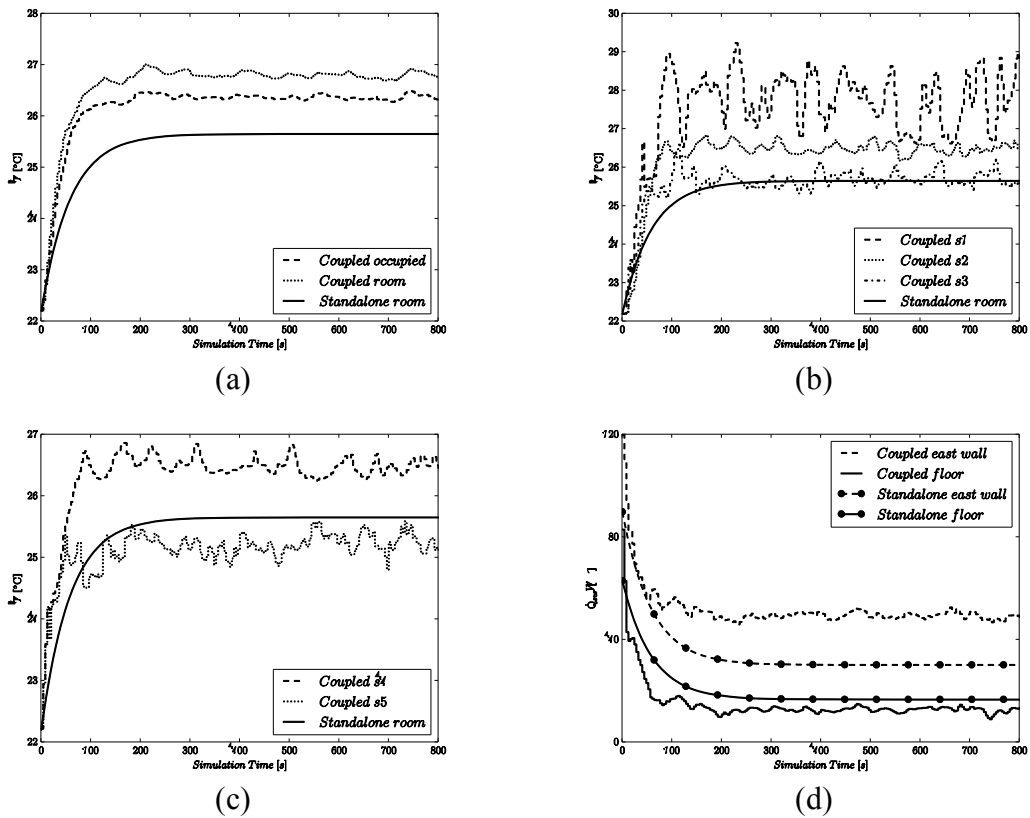 28
27
26
25
24
23
22
0 100 200 300 400 500 600 700 800
Simulation Time [s]
Coupled occupied
Coupled room
Standalone room
(a)
30
29
28
27
26
25
24
23
22
0 100 200 300 400 500 600 700 800
Simulation Time [s]
Coupled s1
Coupled s2
Coupled s3
Standalone room
(b)
27
26
25
24
23
22
0 100 200 300 400 500 600 700 800
Simulation Time [s]
Coupled s4
Coupled s5
Standalone room
(c)
120
80
40
0
0 100 200 300 400 500 600 700 800
Simulation Time [s]
Coupled east wall
Coupled floor
Standalone east wall
Standalone floor
(d)